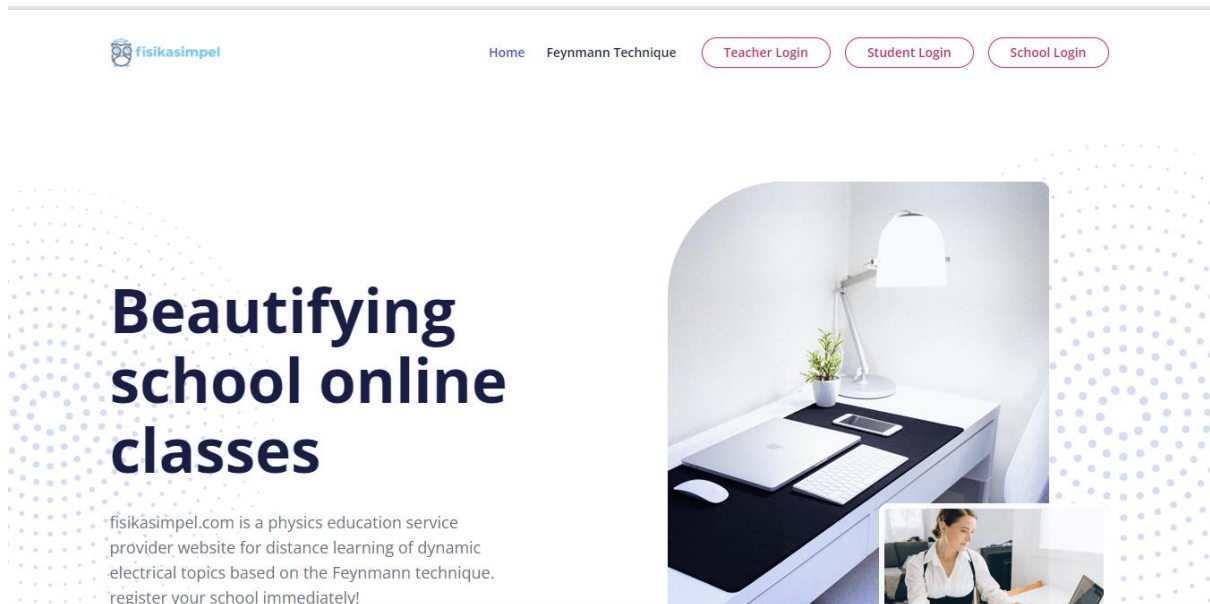 fisikasimpel
Home Feynmann Technique Teacher Login Student Login School Login
Beautifying
school online
classes
fisikasimpel.com is a physics education service
provider website for distance learning of dynamic
electrical topics based on the Feynmann technique.
register your school immediately!